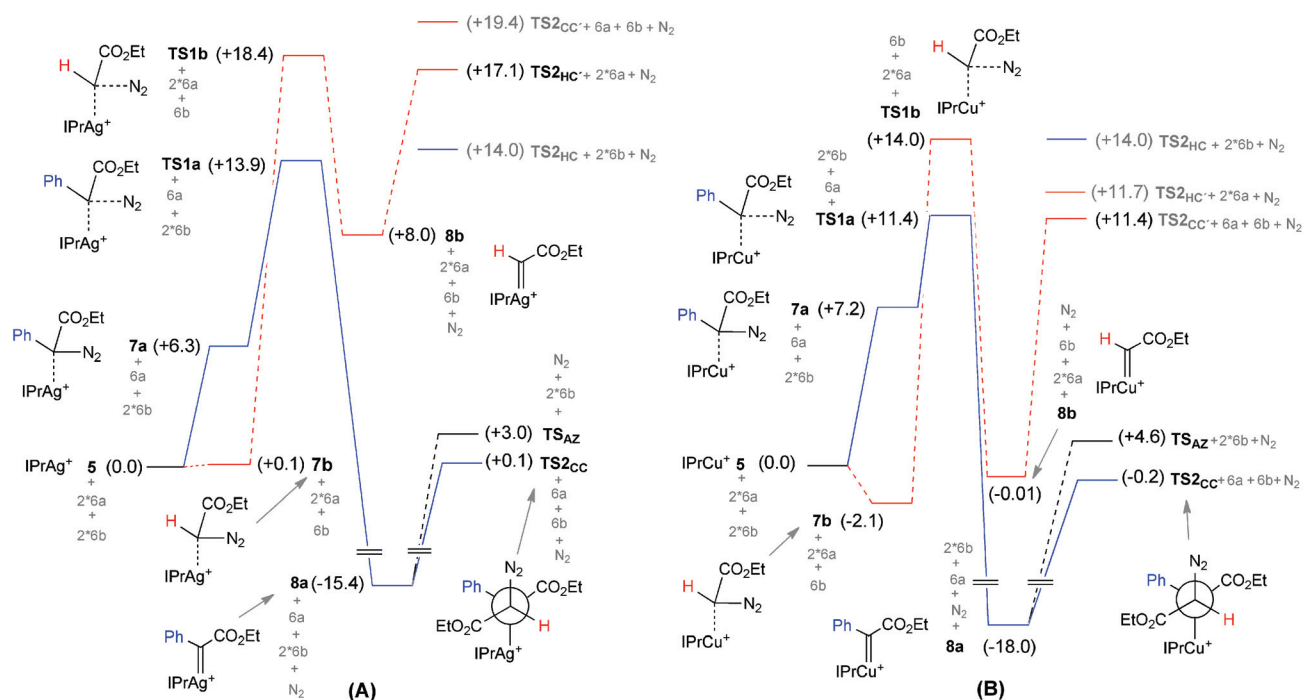 (+19.4) TS2CC´ + 6a + 6b + N2
H
CO2Et
N2
IPrAg+
TS1b (+18.4)
+
2*6a
+
6b
(+17.1) TS2HC´ + 2*6a + N2
(+14.0) TS2HC + 2*6b + N2
Ph
CO2Et
N2
IPrAg+
TS1a (+13.9)
+
6a
+
2*6b
(+8.0) 8b
+
2*6a
+
6b
+
N2
H
CO2Et
IPrAg+
Ph
CO2Et
N2
IPrAg+
7a (+6.3)
+
6a
+
2*6b
IPrAg+ 5 (0.0)
+
2*6a
+
2*6b
(+0.1) 7b
+
2*6a
+
6b
H
CO2Et
N2
IPrAg+
N2
+
2*6b
+
(+3.0) TSAZ
(+0.1) TS2CC
+
6a
+
6b
+
N2
8a (-15.4)
+
6a
+
2*6b
+
N2
Ph
CO2Et
IPrAg+
N2
Ph
CO2Et
EtO2C
H
IPrAg+
(A)
6b
+
2*6a
+
TS1b
(+14.0)
H
CO2Et
N2
IPrCu+
(+14.0) TS2HC + 2*6b + N2
(+11.7) TS2HC´ + 2*6a + N2
(+11.4) TS2CC´ + 6a + 6b + N2
2*6b
+
6a
+
TS1a (+11.4)
Ph
CO2Et
N2
IPrCu+
Ph
CO2Et
N2
IPrCu+
7a (+7.2)
+
6a
+
2*6b
N2
+
6b
+
2*6a
+
8b
(-0.01)
H
CO2Et
IPrCu+
IPrCu+ 5 (0.0)
+
2*6a
+
2*6b
7b (-2.1)
+
2*6a
+
6b
H
CO2Et
N2
IPrCu+
(+4.6) TSAZ + 2*6b + N2
(-0.2) TS2CC + 6a + 6b + N2
2*6b
+
6a
+
N2
+
8a (-18.0)
Ph
CO2Et
IPrCu+
N2
Ph
CO2Et
EtO2C
H
IPrCu+
(B)